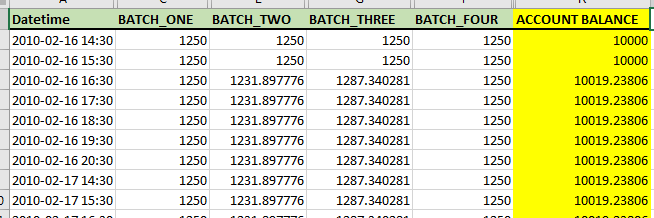 Datetime BATCH_ONE BATCH_TWO BATCH_THREE BATCH_FOUR ACCOUNT BALANCE
2010-02-16 14:30 1250 1250 1250 1250 10000
2010-02-16 15:30 1250 1250 1250 1250 10000
2010-02-16 16:30 1250 1231.897776 1287.340281 1250 10019.23806
2010-02-16 17:30 1250 1231.897776 1287.340281 1250 10019.23806
2010-02-16 18:30 1250 1231.897776 1287.340281 1250 10019.23806
2010-02-16 19:30 1250 1231.897776 1287.340281 1250 10019.23806
2010-02-16 20:30 1250 1231.897776 1287.340281 1250 10019.23806
2010-02-17 14:30 1250 1231.897776 1287.340281 1250 10019.23806
2010-02-17 15:30 1250 1231.897776 1287.340281 1250 10019.23806